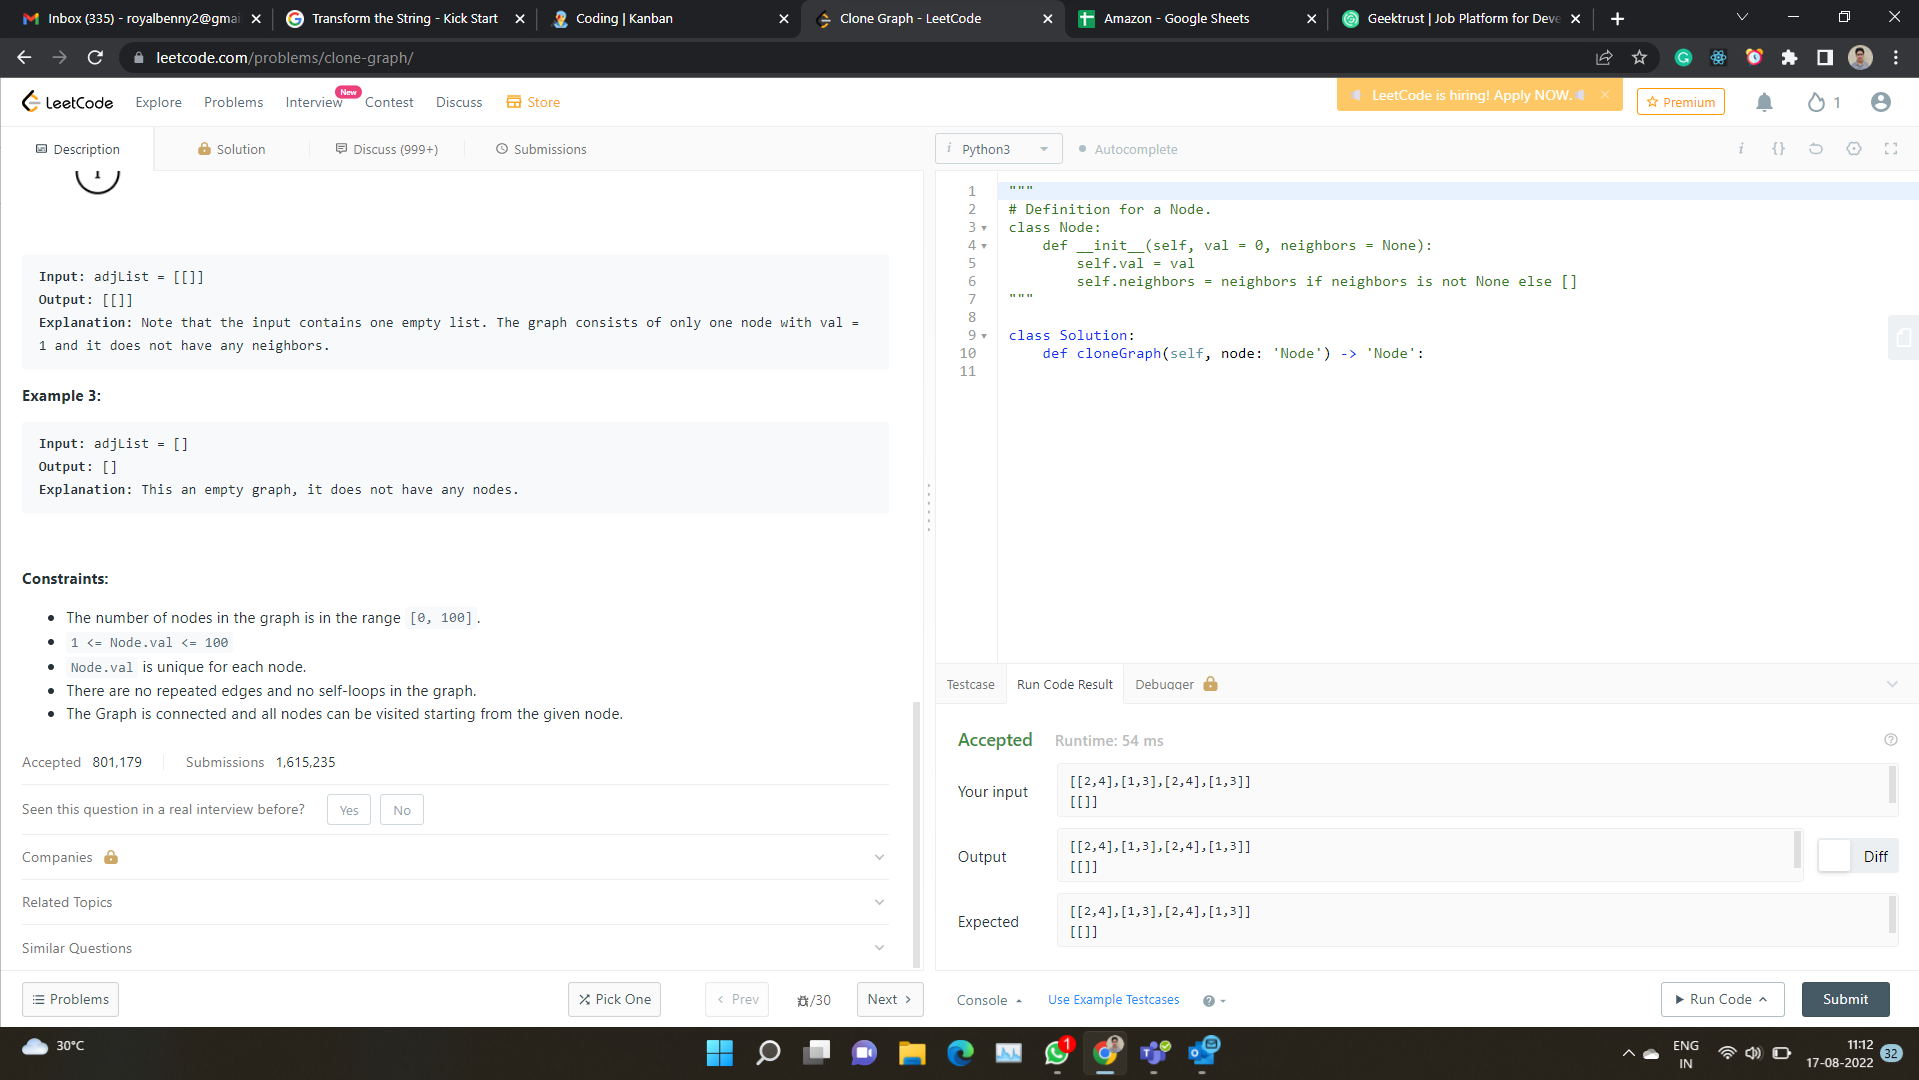 Inbox (335) - royalbenny2@gmai
Transform the String - Kick Start
Coding | Kanban
Clone Graph - LeetCode
Amazon - Google Sheets
Geektrust | Job Platform for Deve
leetcode.com/problems/clone-graph/
LeetCode
Explore
Problems
Interview
New
Contest
Discuss
Store
LeetCode is hiring! Apply NOW.
Premium
1
Description
Solution
Discuss (999+)
Submissions
Python3
Autocomplete
1
Input: adjList = [[]]
Output: [[]]
Explanation: Note that the input contains one empty list. The graph consists of only one node with val =
1 and it does not have any neighbors.
Example 3:
Input: adjList = []
Output: []
Explanation: This an empty graph, it does not have any nodes.
Constraints:
The number of nodes in the graph is in the range [0, 100].
1 <= Node.val <= 100
Node.val is unique for each node.
There are no repeated edges and no self-loops in the graph.
The Graph is connected and all nodes can be visited starting from the given node.
Accepted 801,179
Submissions 1,615,235
Seen this question in a real interview before?
Yes
No
Companies
Related Topics
Similar Questions
Problems
Pick One
Prev
/30
Next
1 """
2 # Definition for a Node.
3 class Node:
4 def __init__(self, val = 0, neighbors = None):
5 self.val = val
6 self.neighbors = neighbors if neighbors is not None else []
7 """
8
9 class Solution:
10 def cloneGraph(self, node: 'Node') -> 'Node':
11
Testcase
Run Code Result
Debugger
Accepted
Runtime: 54 ms
Your input
[[2,4],[1,3],[2,4],[1,3]]
[[]]
Output
[[2,4],[1,3],[2,4],[1,3]]
[[]]
Diff
Expected
[[2,4],[1,3],[2,4],[1,3]]
[[]]
Console
Use Example Testcases
Run Code
Submit
30°C
1
ENG
IN
11:12
17-08-2022
32